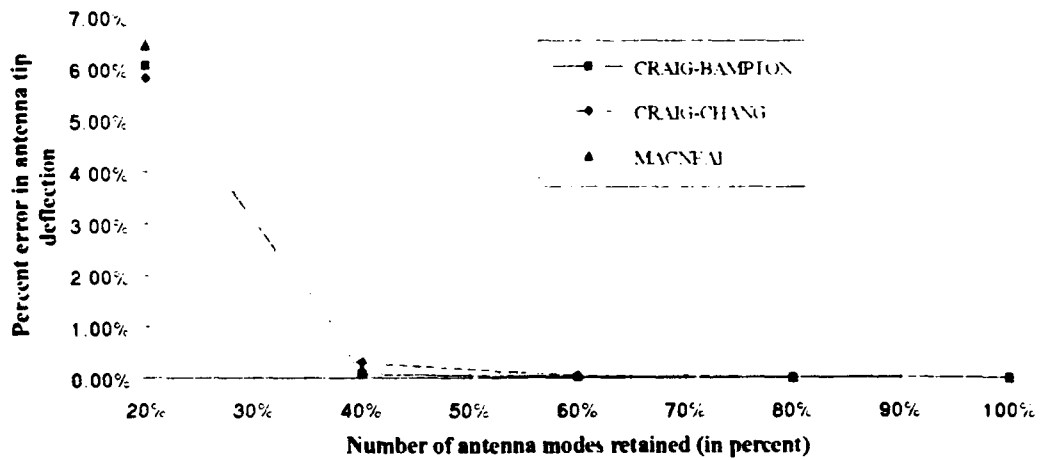 7.00%
6.00%
5.00%
4.00%
3.00%
2.00%
1.00%
0.00%
Percent error in antenna tip
deflection
CRAIG-BAMPTON
CRAIG-CHANG
MACNEAL
20% 30% 40% 50% 60% 70% 80% 90% 100%
Number of antenna modes retained (in percent)